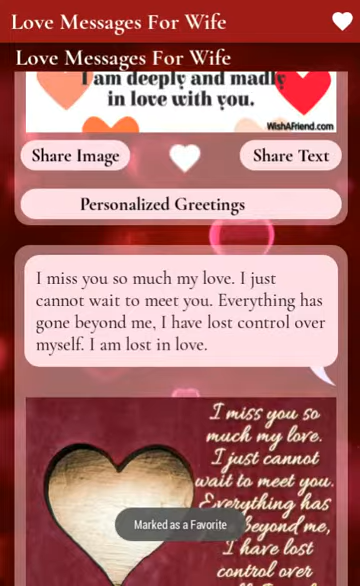 Love Messages For Wife
Love Messages For Wife
I am deeply and madly
in love with you.
WishAFriend.com
Share Image
Share Text
Personalized Greetings
I miss you so much my love. I just
cannot wait to meet you. Everything has
gone beyond me, I have lost control over
myself. I am lost in love.
I miss you so
much my love.
I just cannot
wait to meet you.
Everything has
beyond me,
I have lost
control over
Marked as a Favorite